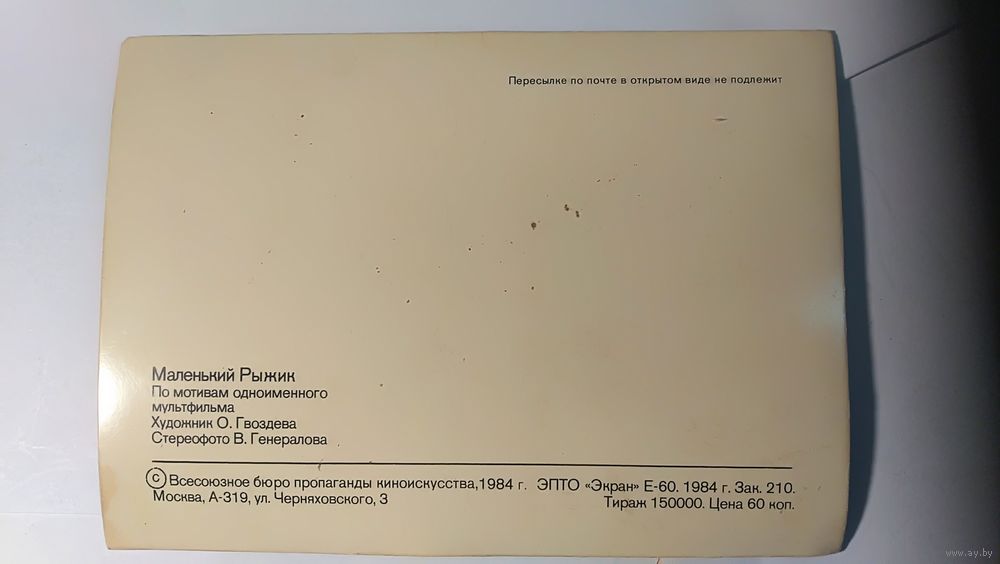 Пересылке по почте в открытом виде не подлежит
Маленький Рыжик
По мотивам одноименного
мультфильма
Художник О. Гвоздева
Стереофото В. Генералова
© Всесоюзное бюро пропаганды киноискусства,1984 г. ЭПТО «Экран» Е-60. 1984 г. Зак. 210.
Москва, А-319, ул. Черняховского, 3 Тираж 150000. Цена 60 коп.
www.ay.by